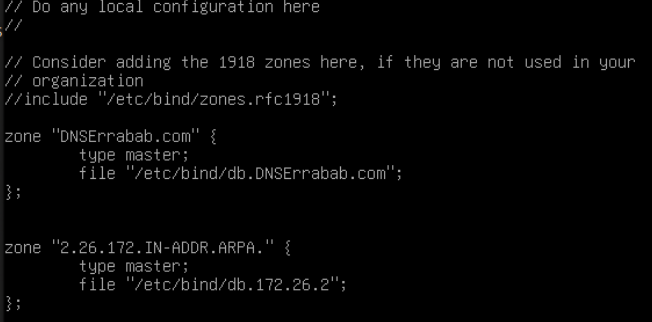 // Do any local configuration here
//
// Consider adding the 1918 zones here, if they are not used in your
// organization
//include "/etc/bind/zones.rfc1918";
zone "DNSErrabab.com" {
        type master;
        file "/etc/bind/db.DNSErrabab.com";
};
zone "2.26.172.IN-ADDR.ARPA." {
        type master;
        file "/etc/bind/db.172.26.2";
};